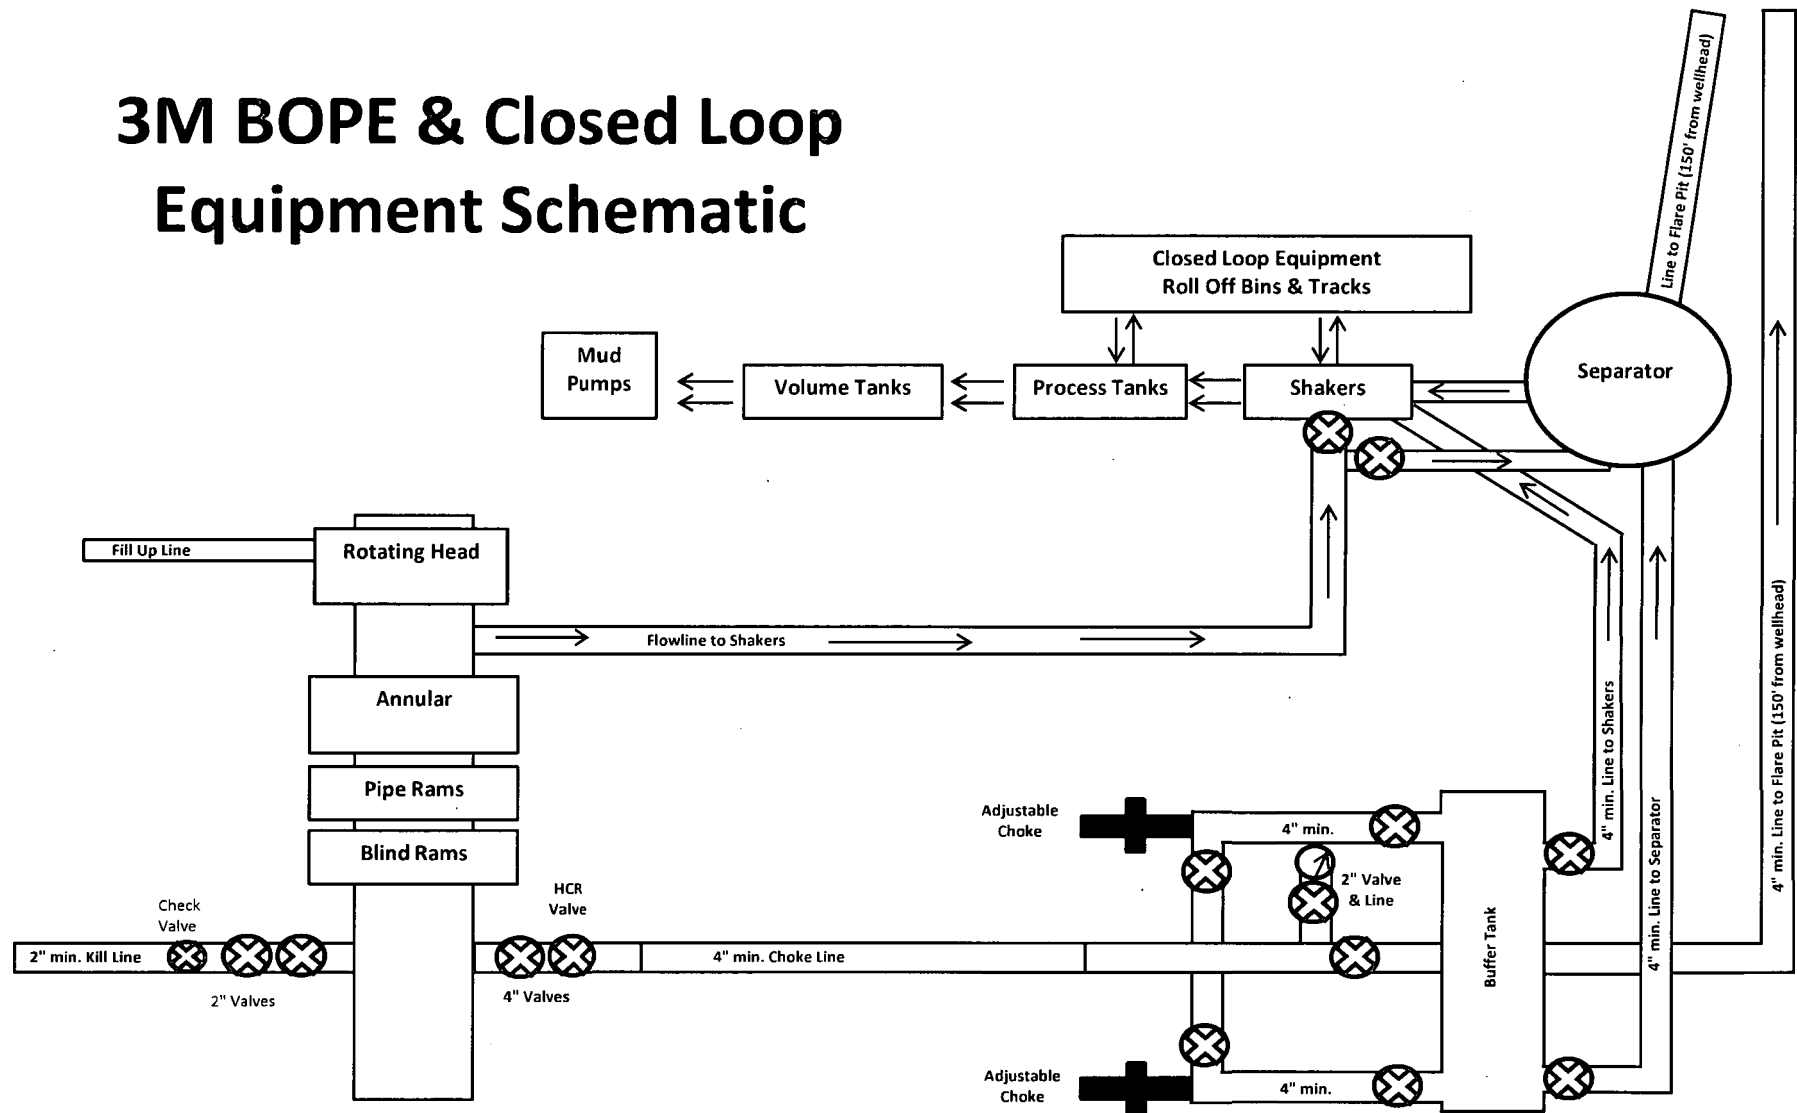 3M BOPE & Closed Loop
Equipment Schematic
Line to Flare Pit (150' from wellhead)
Closed Loop Equipment
Roll Off Bins & Tracks
Mud
Pumps
Volume Tanks
Process Tanks
Shakers
Separator
Fill Up Line
Rotating Head
Flowline to Shakers
Annular
Pipe Rams
Blind Rams
Adjustable
Choke
4" min.
2" Valve
& Line
4" min. Line to Shakers
4" min. Line to Separator
4" min. Line to Flare Pit (150' from wellhead)
Check
Valve
HCR
Valve
2" min. Kill Line
4" min. Choke Line
Buffer Tank
2" Valves
4" Valves
Adjustable
Choke
4" min.